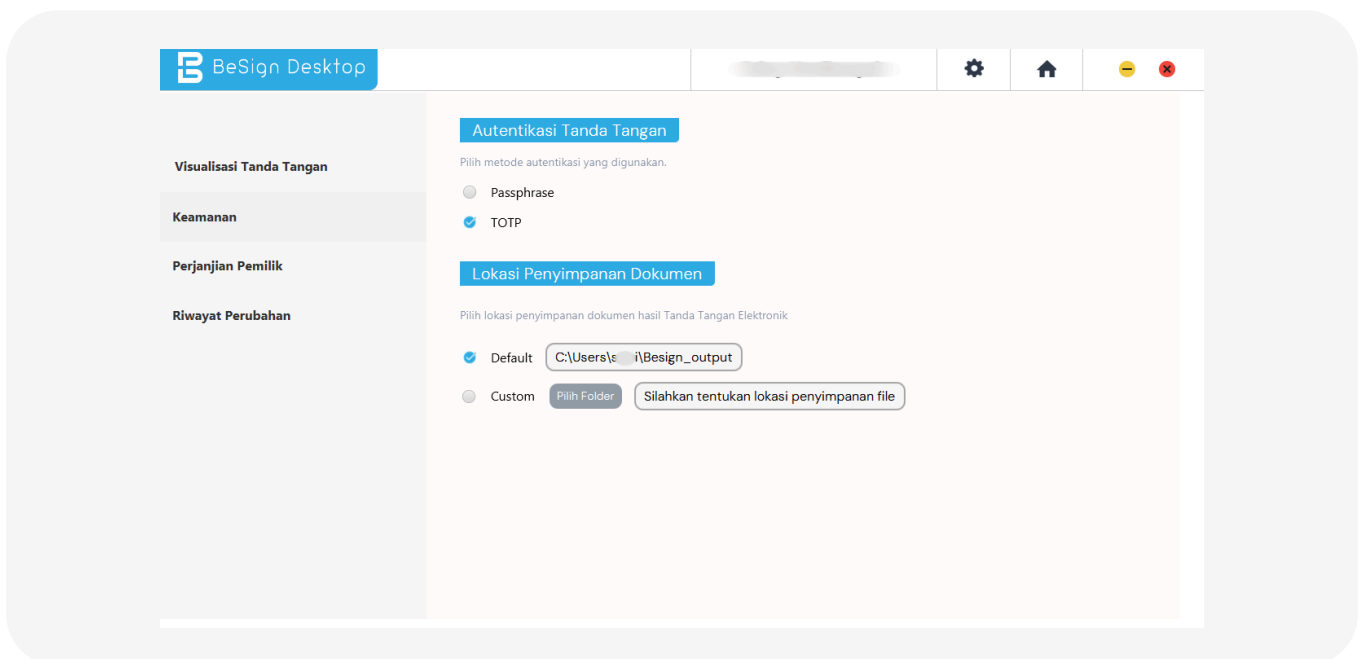 BeSign Desktop
Visualisasi Tanda Tangan
Keamanan
Perjanjian Pemilik
Riwayat Perubahan
Autentikasi Tanda Tangan
Pilih metode autentikasi yang digunakan.
Passphrase
TOTP
Lokasi Penyimpanan Dokumen
Pilih lokasi penyimpanan dokumen hasil Tanda Tangan Elektronik
Default C:\Users\ \Besign_output
Custom Pilih Folder Silahkan tentukan lokasi penyimpanan file